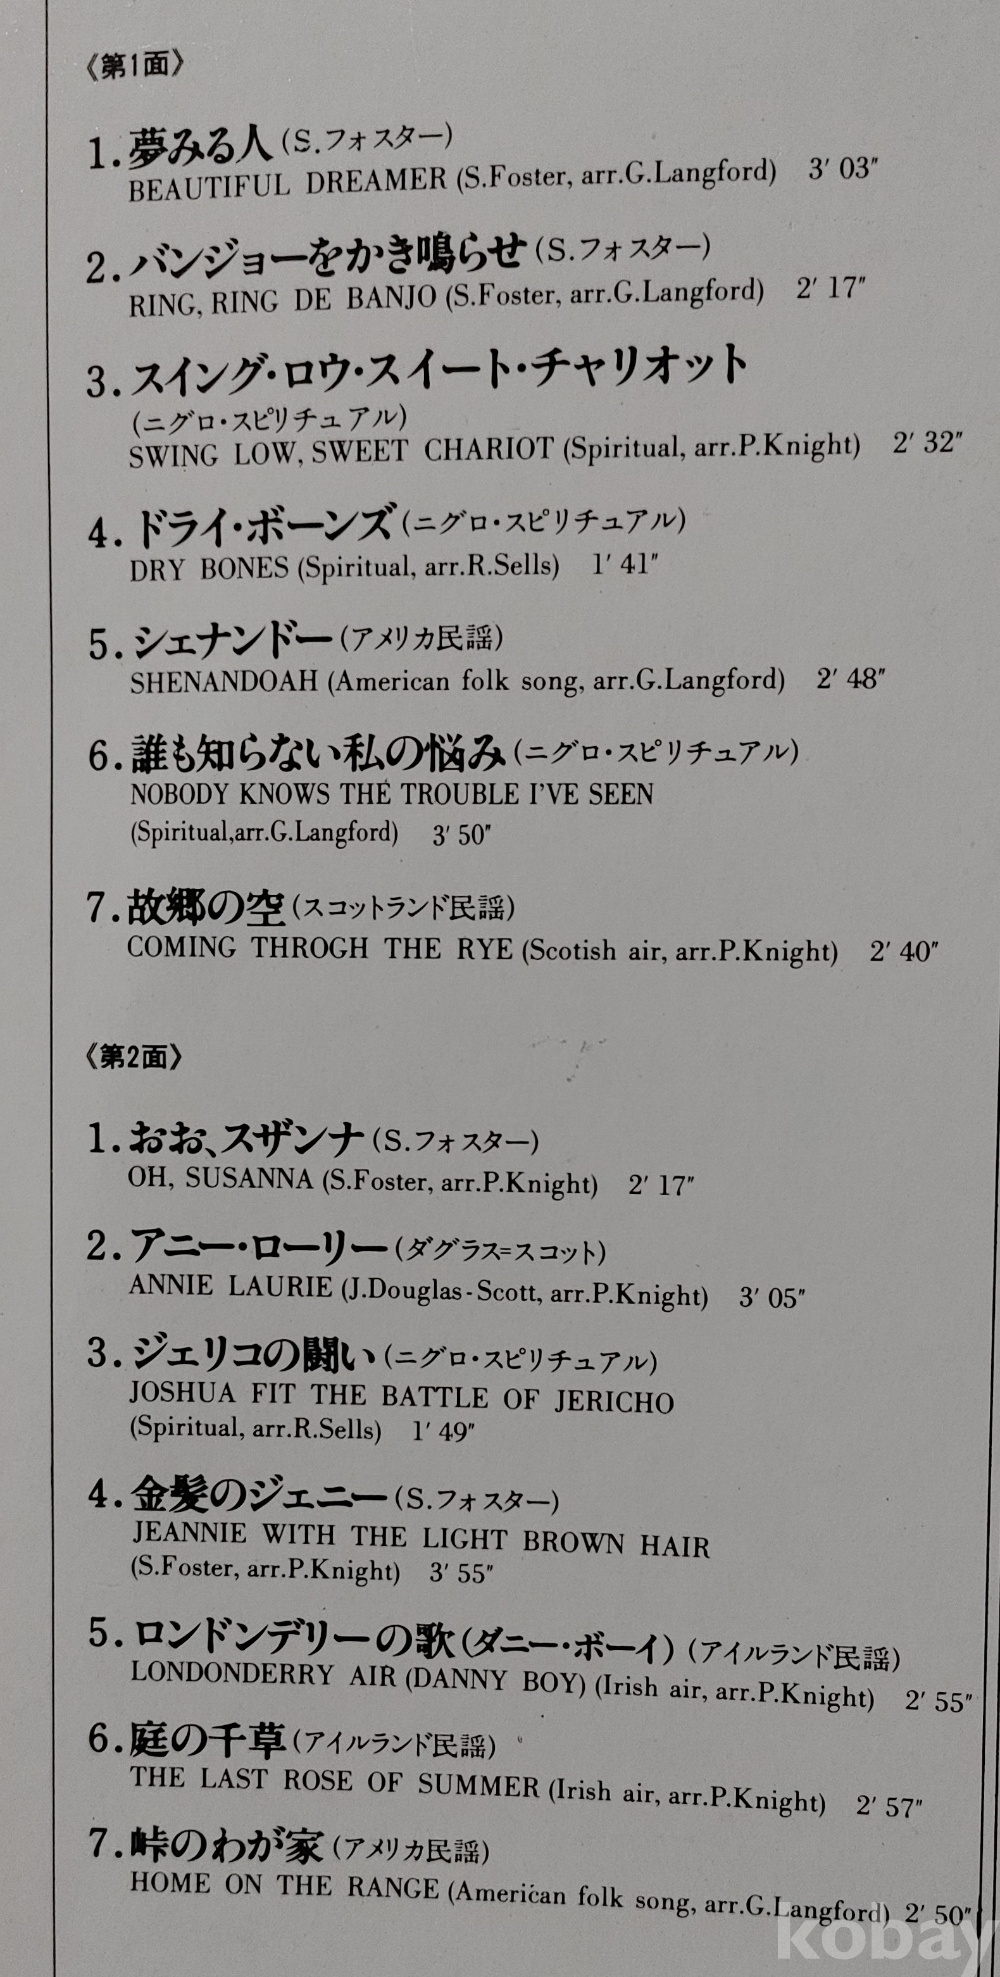 《第1面》
1.夢みる人(S.フォスター)
BEAUTIFUL DREAMER (S.Foster, arr.G.Langford) 3′ 03″
2.バンジョーをかき鳴らせ(S.フォスター)
RING, RING DE BANJO (S.Foster, arr.G.Langford) 2′ 17″
3.スイング・ロウ・スイート・チャリオット
(ニグロ・スピリチュアル)
SWING LOW, SWEET CHARIOT (Spiritual, arr.P.Knight) 2′ 32″
4.ドライ・ボーンズ(ニグロ・スピリチュアル)
DRY BONES (Spiritual, arr.R.Sells) 1′ 41″
5.シェナンドー(アメリカ民謡)
SHENANDOAH (American folk song, arr.G.Langford) 2′ 48″
6.誰も知らない私の悩み(ニグロ・スピリチュアル)
NOBODY KNOWS THE TROUBLE I'VE SEEN
(Spiritual,arr.G.Langford) 3′ 50″
7.故郷の空(スコットランド民謡)
COMING THROGH THE RYE (Scotish air, arr.P.Knight) 2′ 40″
《第2面》
1.おお、スザンナ(S.フォスター)
OH, SUSANNA (S.Foster, arr.P.Knight) 2′ 17″
2.アニー・ローリー(ダグラス=スコット)
ANNIE LAURIE (J.Douglas-Scott, arr.P.Knight) 3′ 05″
3.ジェリコの闘い(ニグロ・スピリチュアル)
JOSHUA FIT THE BATTLE OF JERICHO
(Spiritual, arr.R.Sells) 1′ 49″
4.金髪のジェニー(S.フォスター)
JEANNIE WITH THE LIGHT BROWN HAIR
(S.Foster, arr.P.Knight) 3′ 55″
5.ロンドンデリーの歌(ダニー・ボーイ)(アイルランド民謡)
LONDONDERRY AIR (DANNY BOY) (Irish air, arr.P.Knight) 2′ 55″
6.庭の千草(アイルランド民謡)
THE LAST ROSE OF SUMMER (Irish air, arr.P.Knight) 2′ 57″
7.峠のわが家(アメリカ民謡)
HOME ON THE RANGE (American folk song, arr.G.Langford) 2′ 50″
kobay